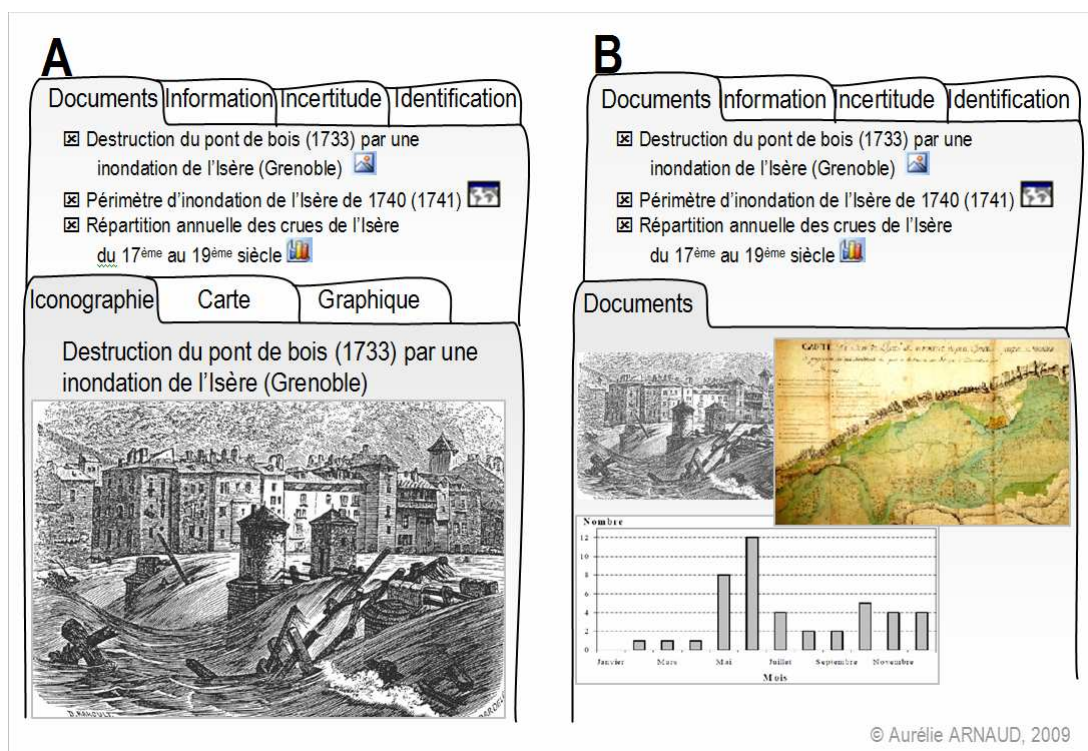 A
Documents Information Incertitude Identification
Destruction du pont de bois (1733) par une
inondation de l'Isère (Grenoble)
Périmètre d'inondation de l'Isère de 1740 (1741)
Répartition annuelle des crues de l'Isère
du 17ème au 19ème siècle
Iconographie Carte Graphique
Destruction du pont de bois (1733) par une
inondation de l'Isère (Grenoble)
B
Documents Information Incertitude Identification
Destruction du pont de bois (1733) par une
inondation de l'Isère (Grenoble)
Périmètre d'inondation de l'Isère de 1740 (1741)
Répartition annuelle des crues de l'Isère
du 17ème au 19ème siècle
Documents
CARTE
Nombre
12
10
8
6
4
2
0
Janvier Mars Mai Juillet Septembre Novembre
Mois
© Aurélie ARNAUD, 2009